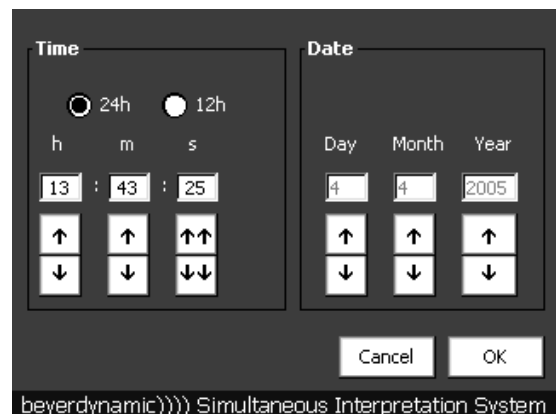 Time
Date
24h 12h
h m s
Day Month Year
13 : 43 : 25
4 4 2005
Cancel OK
beyerdynamic)))) Simultaneous Interpretation System